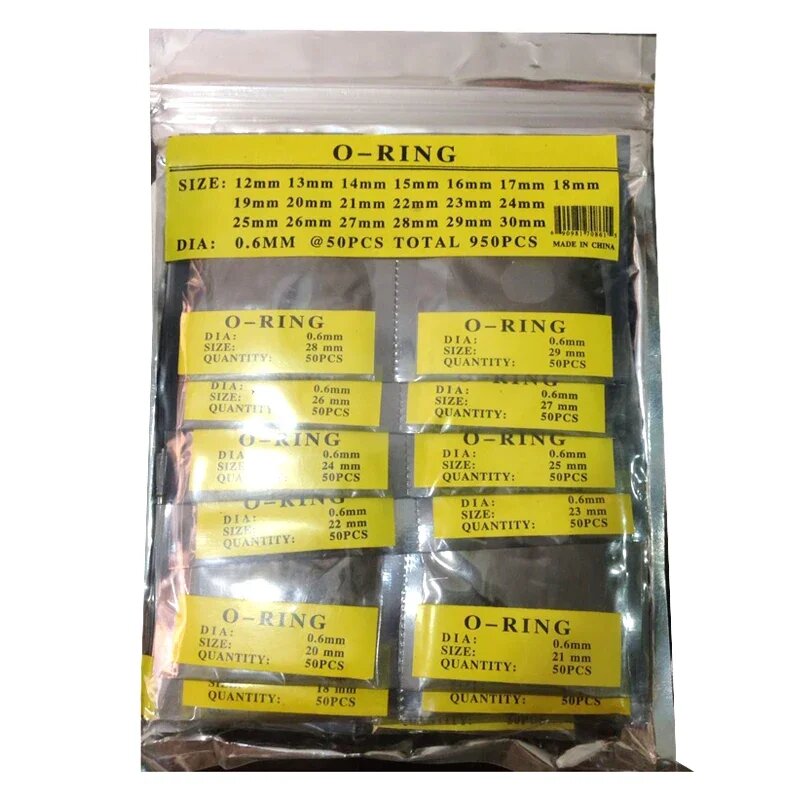 O-RING
SIZE: 12mm 13mm 14mm 15mm 16mm 17mm 18mm
19mm 20mm 21mm 22mm 23mm 24mm
25mm 26mm 27mm 28mm 29mm 30mm
DIA: 0.6MM @50PCS TOTAL 950PCS
MADE IN CHINA
O-RING
DIA: 0.6mm
SIZE: 28 mm
QUANTITY: 50PCS
O-RING
DIA: 0.6mm
SIZE: 29 mm
QUANTITY: 50PCS
DIA: 0.6mm
SIZE: 26 mm
QUANTITY: 50PCS
O-RING
DIA: 0.6mm
SIZE: 27 mm
QUANTITY: 50PCS
O-RING
DIA: 0.6mm
SIZE: 24 mm
QUANTITY: 50PCS
O-RING
DIA: 0.6mm
SIZE: 25 mm
QUANTITY: 50PCS
O-RING
DIA: 0.6mm
SIZE: 22 mm
QUANTITY: 50PCS
DIA: 0.6mm
SIZE: 23 mm
QUANTITY: 50PCS
O-RING
DIA: 0.6mm
SIZE: 20 mm
QUANTITY: 50PCS
O-RING
DIA: 0.6mm
SIZE: 21 mm
QUANTITY: 50PCS
SIZE: 18 mm
QUANTITY: 50PCS
QUANTITY: 50PCS
50PCS